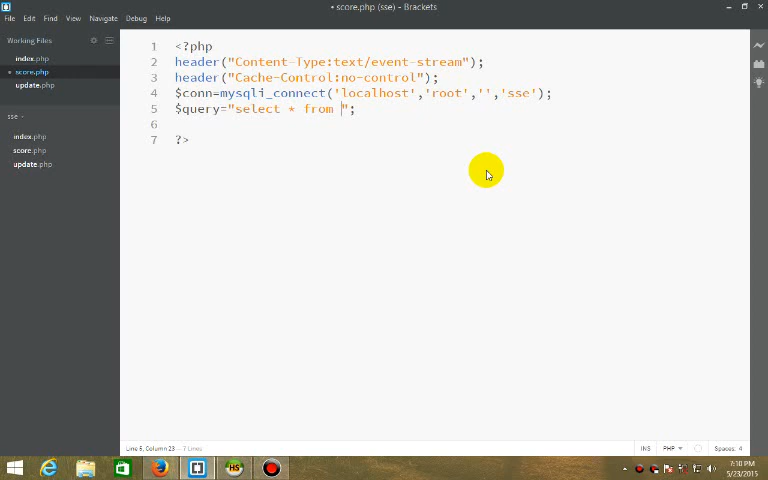 • score.php (sse) - Brackets
File Edit Find View Navigate Debug Help
Working Files
index.php
score.php
update.php
sse
index.php
score.php
update.php
1 <?php
2 header("Content-Type:text/event-stream");
3 header("Cache-Control:no-control");
4 $conn=mysqli_connect('localhost','root','','sse');
5 $query="select * from ";
6
7 ?>
Line 5, Column 23 — 7 Lines
INS PHP Spaces: 4
HS
7:10 PM
5/23/2015